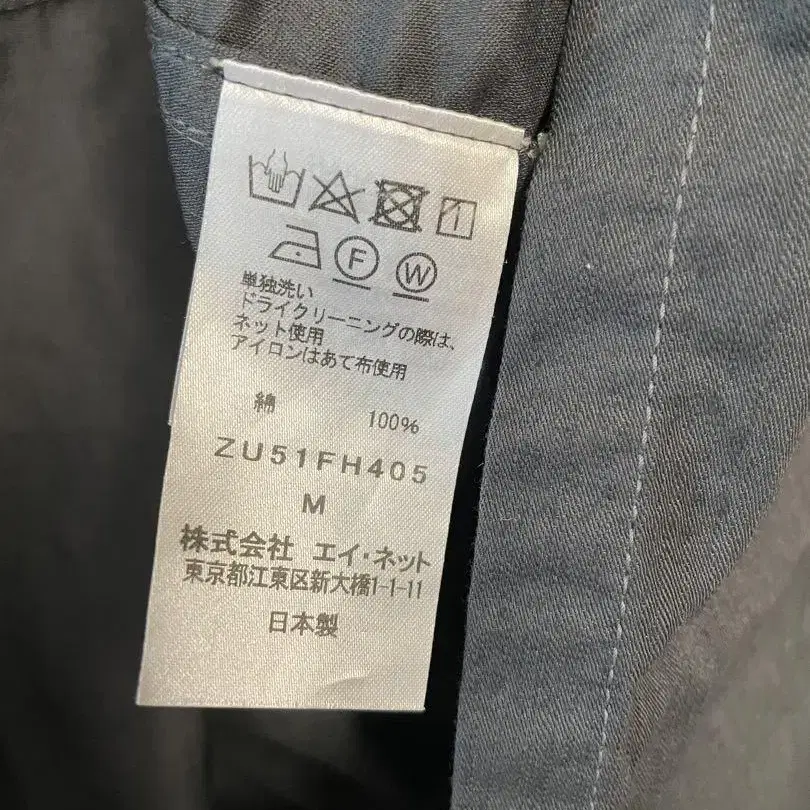 F W
単独洗い
ドライクリーニングの際は、
ネット使用
アイロンはあて布使用
綿 100%
ZU51FH405
M
株式会社 エイ・ネット
東京都江東区新大橋1-1-11
日本製